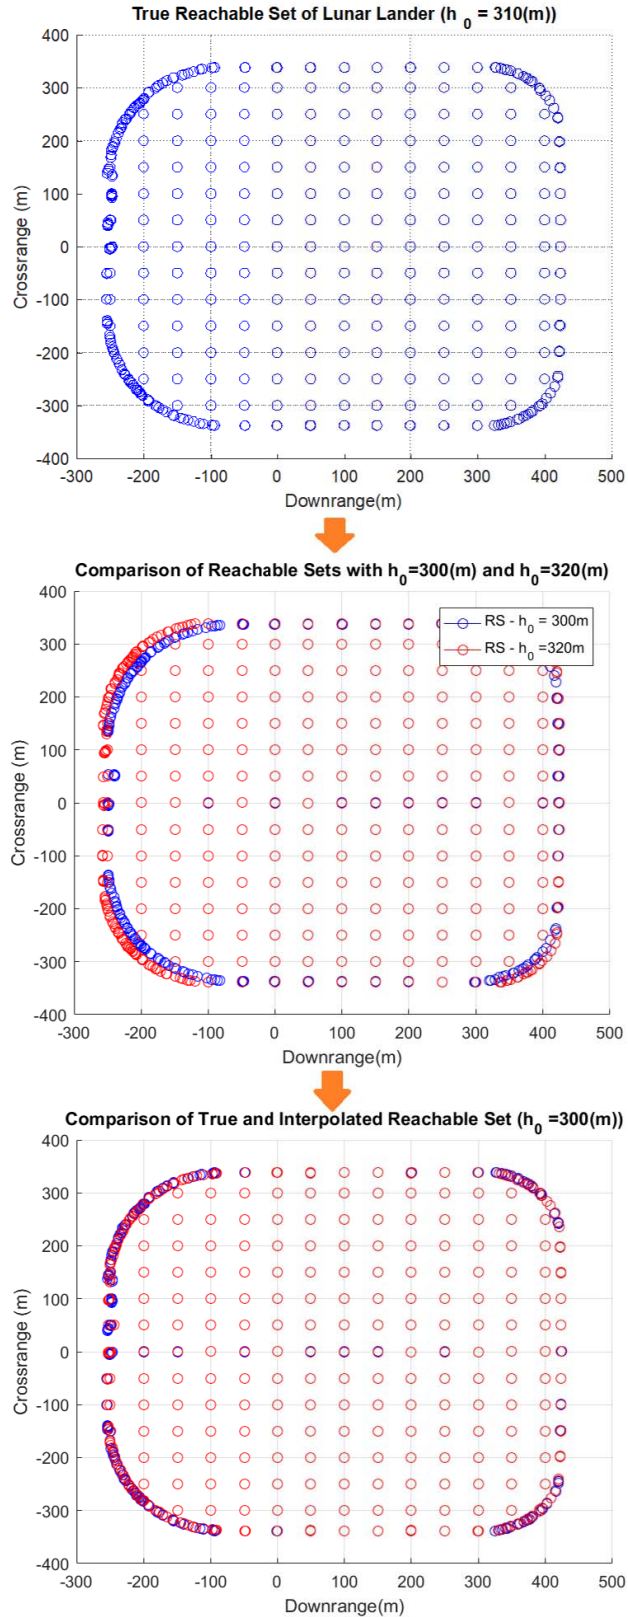 True Reachable Set of Lunar Lander (h 0 = 310(m))
400
300
200
100
0
-100
-200
-300
-400
Crossrange (m)
-300 -200 -100 0 100 200 300 400 500
Downrange(m)
Comparison of Reachable Sets with h0=300(m) and h0=320(m)
400
300
200
100
0
-100
-200
-300
-400
Crossrange (m)
RS - h0 = 300m
RS - h0 =320m
-300 -200 -100 0 100 200 300 400 500
Downrange(m)
Comparison of True and Interpolated Reachable Set (h0 =300(m))
400
300
200
100
0
-100
-200
-300
-400
Crossrange (m)
-300 -200 -100 0 100 200 300 400 500
Downrange(m)